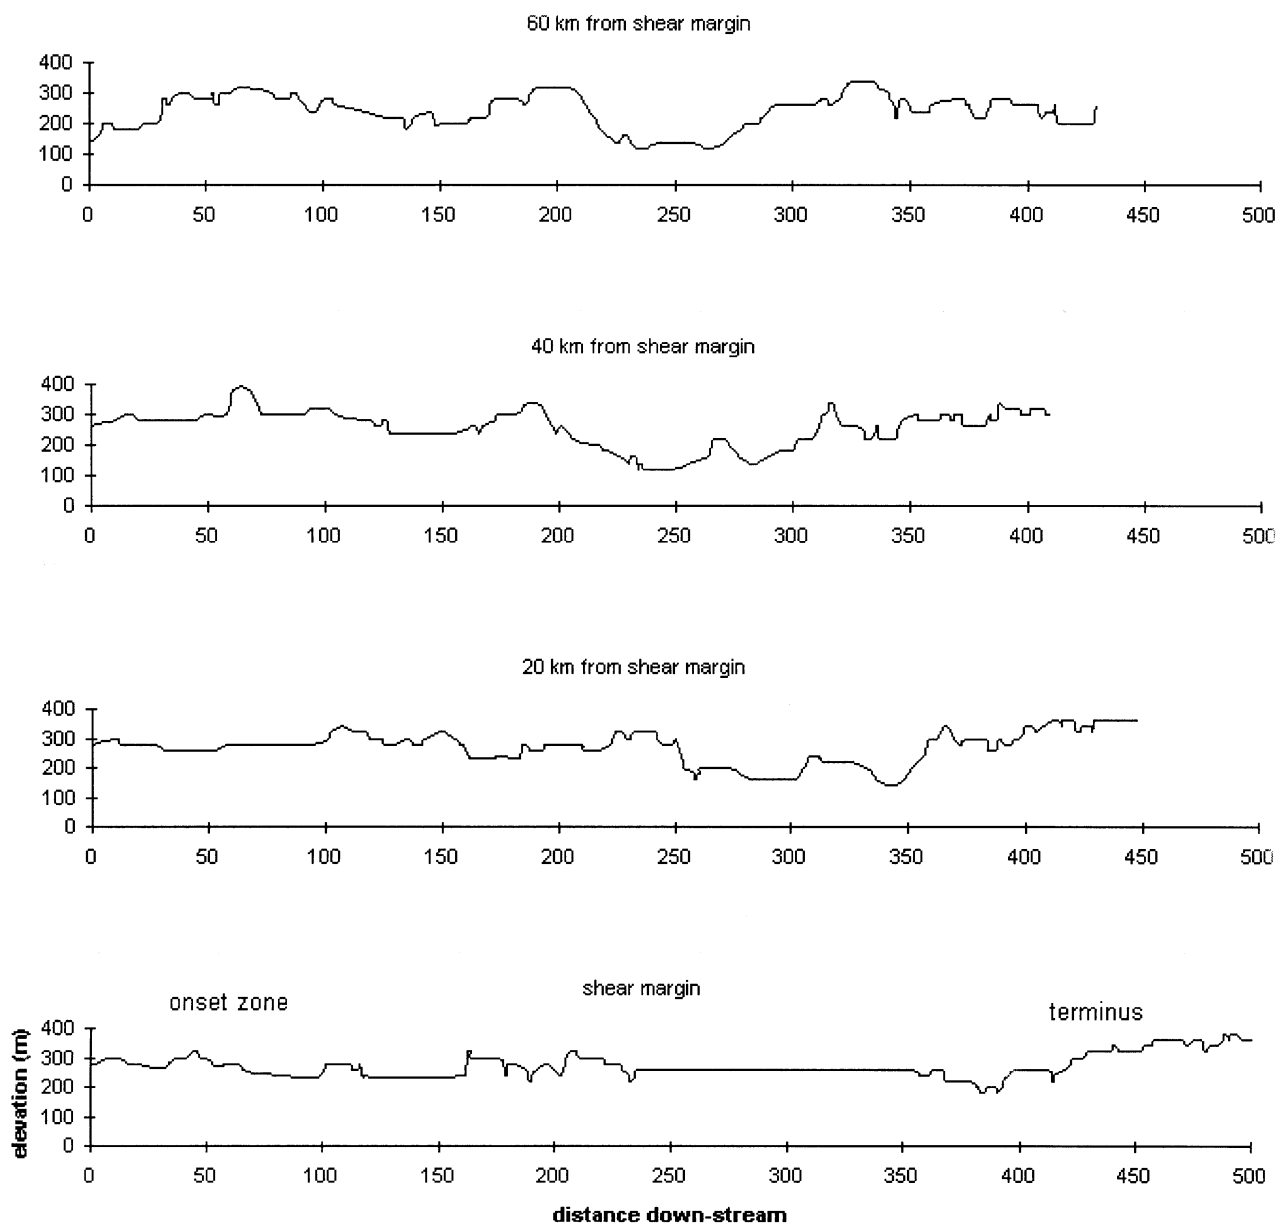 60 km from shear margin
400
300
200
100
0
0 50 100 150 200 250 300 350 400 450 500
40 km from shear margin
400
300
200
100
0
0 50 100 150 200 250 300 350 400 450 500
20 km from shear margin
400
300
200
100
0
0 50 100 150 200 250 300 350 400 450 500
shear margin
onset zone
terminus
elevation (m)
400
300
200
100
0
0 50 100 150 200 250 300 350 400 450 500
distance down-stream